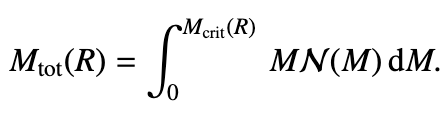 M_tot(R) = ∫_0^{M_crit(R)} M𝒩(M) dM.